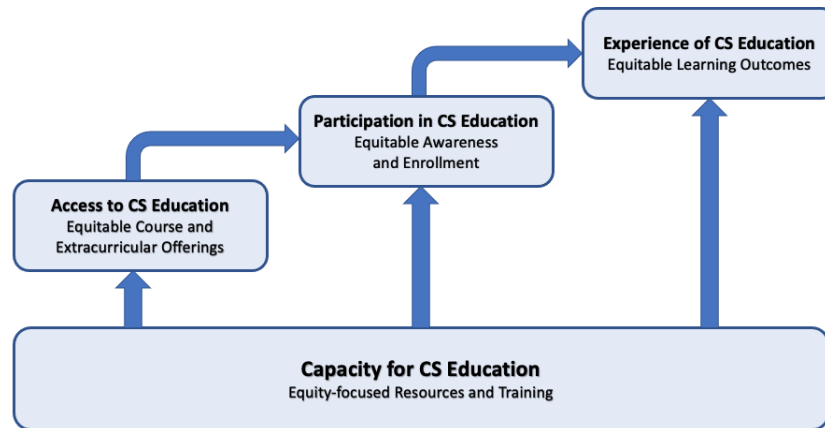 Experience of CS Education
Equitable Learning Outcomes
Participation in CS Education
Equitable Awareness
and Enrollment
Access to CS Education
Equitable Course and
Extracurricular Offerings
Capacity for CS Education
Equity-focused Resources and Training